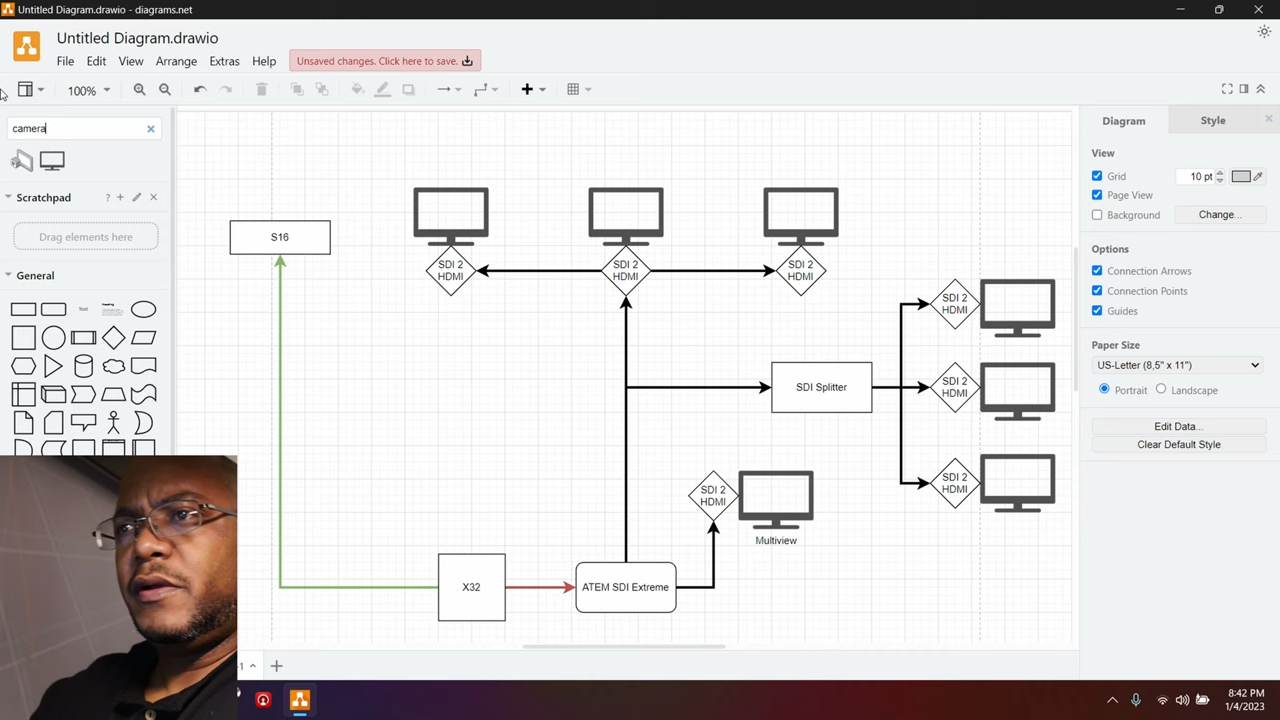 Untitled Diagram.drawio - diagrams.net
Untitled Diagram.drawio
File Edit View Arrange Extras Help
Unsaved changes. Click here to save.
100%
camera
Scratchpad
Drag elements here
General
Text
S16
SDI 2
HDMI
SDI 2
HDMI
SDI 2
HDMI
SDI 2
HDMI
SDI Splitter
SDI 2
HDMI
SDI 2
HDMI
SDI 2
HDMI
Multiview
X32
ATEM SDI Extreme
Diagram
Style
View
Grid
10 pt
Page View
Background
Change...
Options
Connection Arrows
Connection Points
Guides
Paper Size
US-Letter (8,5" x 11")
Portrait
Landscape
Edit Data...
Clear Default Style
-1
8:42 PM
1/4/2023